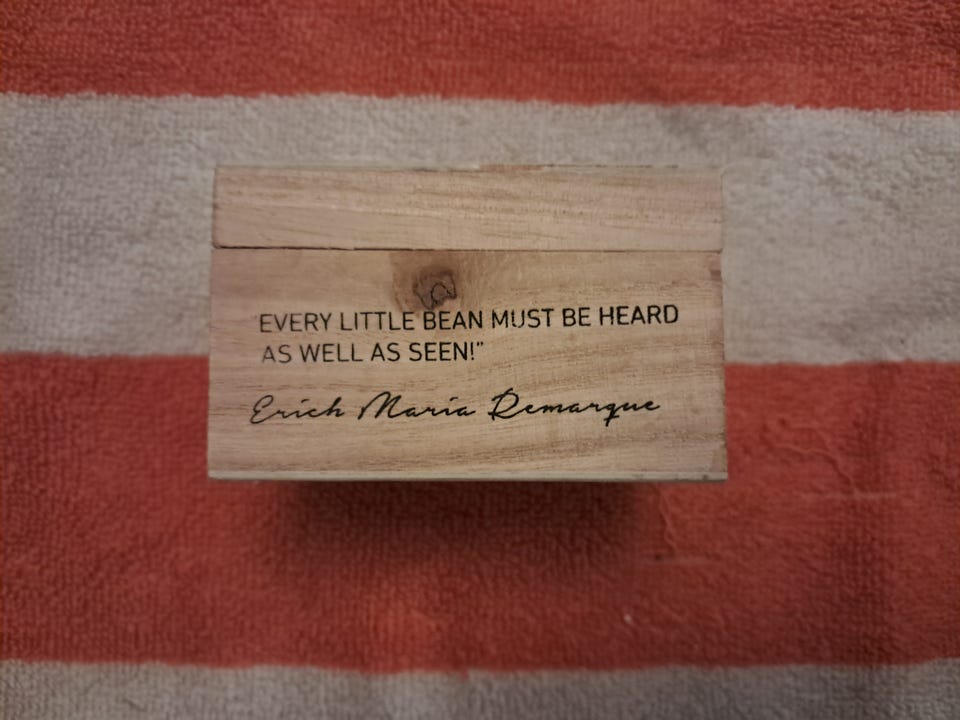 "EVERY LITTLE BEAN MUST BE HEARD
AS WELL AS SEEN!"
Erich Maria Remarque